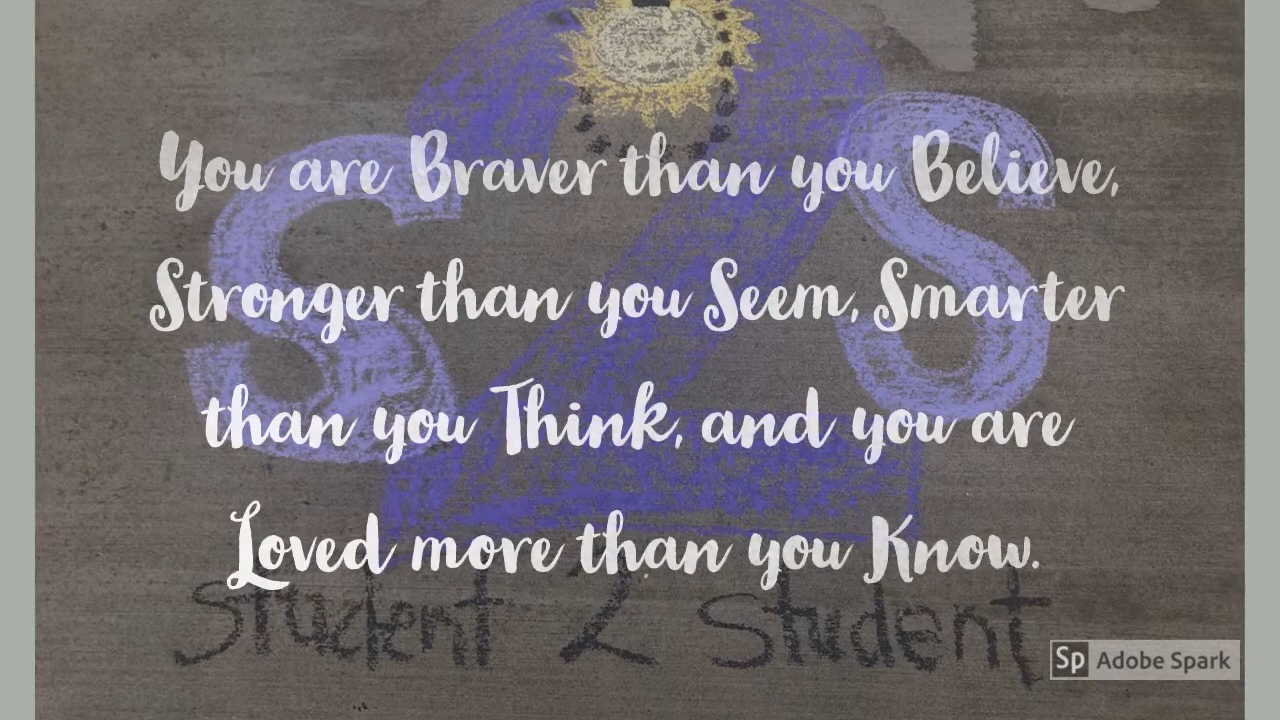 S2S
You are Braver than you Believe,
Stronger than you Seem, Smarter
than you Think, and you are
Loved more than you Know.
Student 2 Student
Sp Adobe Spark